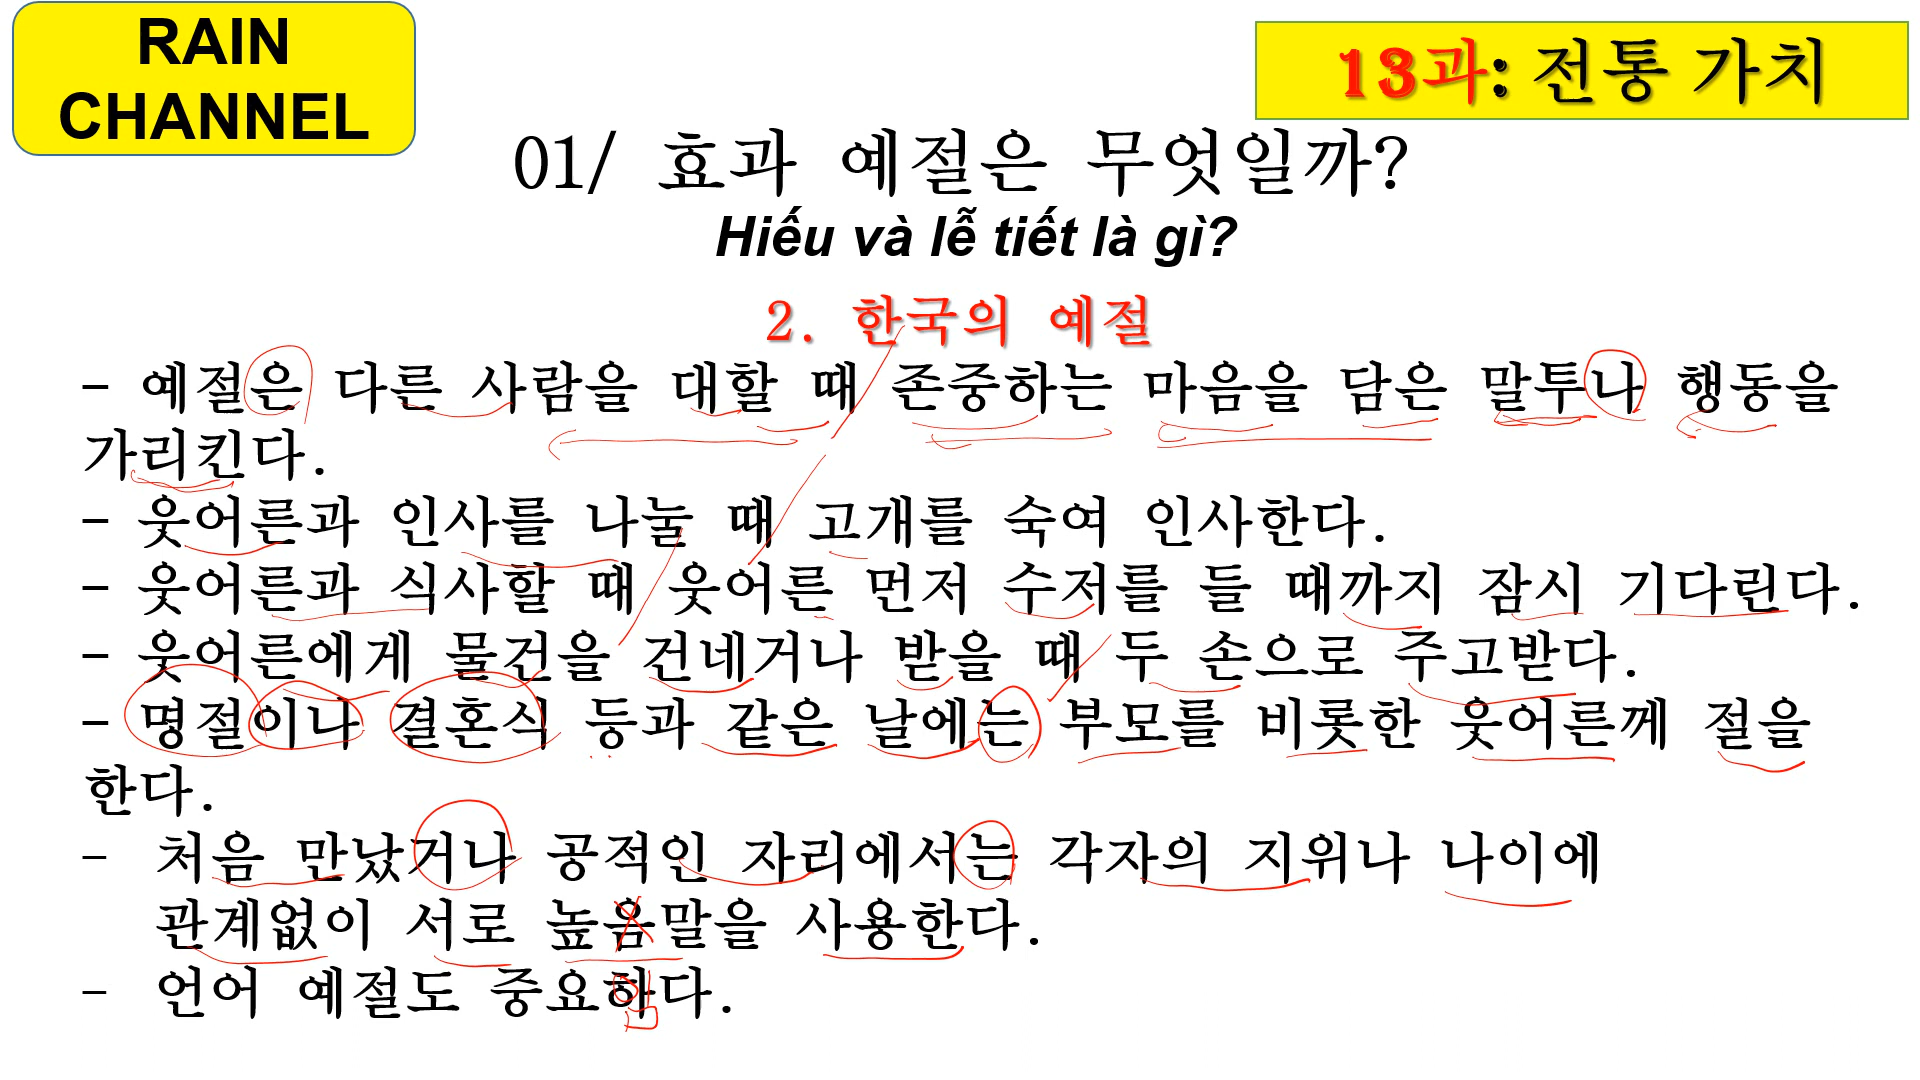 RAIN
CHANNEL
13과: 전통 가치
01/ 효과 예절은 무엇일까?
Hiếu và lễ tiết là gì?
2. 한국의 예절
- 예절은 다른 사람을 대할 때 존중하는 마음을 담은 말투나 행동을
가리킨다.
- 웃어른과 인사를 나눌 때 고개를 숙여 인사한다.
- 웃어른과 식사할 때 웃어른 먼저 수저를 들 때까지 잠시 기다린다.
- 웃어른에게 물건을 건네거나 받을 때 두 손으로 주고받다.
- 명절이나 결혼식 등과 같은 날에는 부모를 비롯한 웃어른께 절을
한다.
- 처음 만났거나 공적인 자리에서는 각자의 지위나 나이에
관계없이 서로 높음말을 사용한다.
- 언어 예절도 중요하다.
임